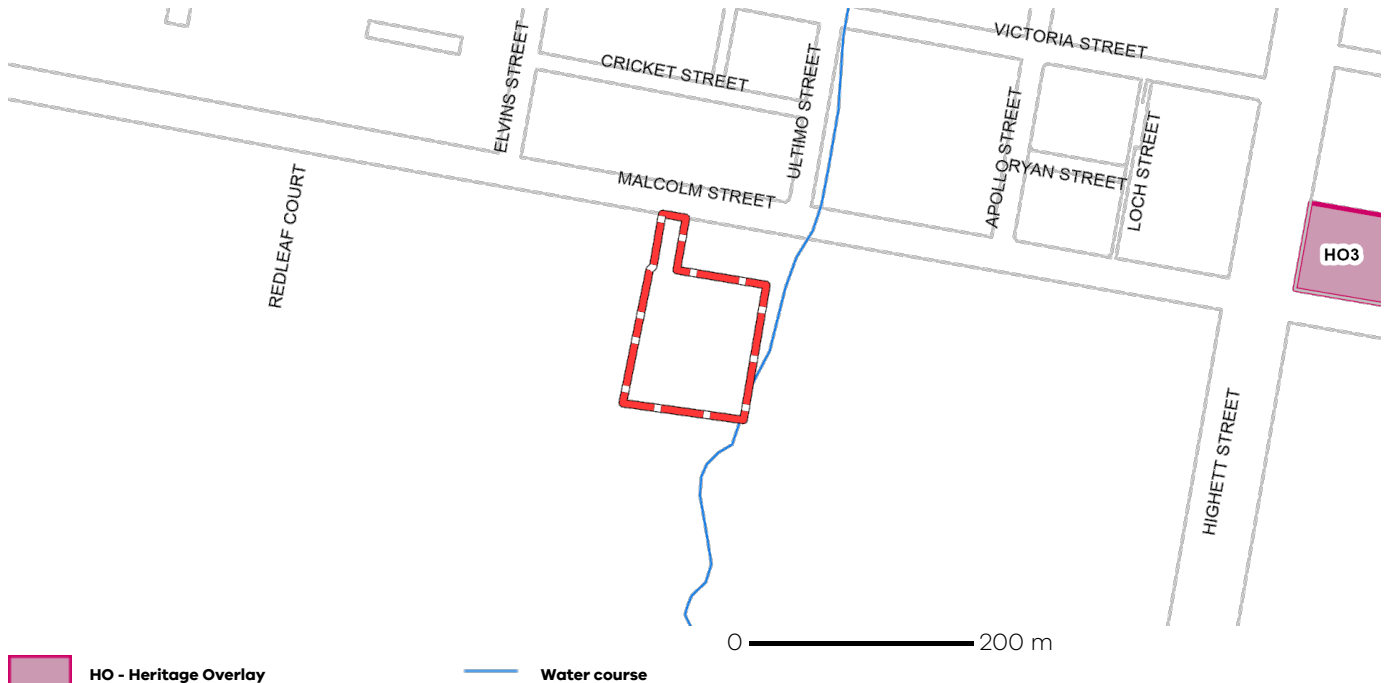 VICTORIA STREET
CRICKET STREET
ELVINS STREET
ULTIMO STREET
APOLLO STREET
ORYAN STREET
LOCH STREET
MALCOLM STREET
REDLEAF COURT
HO3
HIGHETT STREET
0 200 m
HO - Heritage Overlay Water course